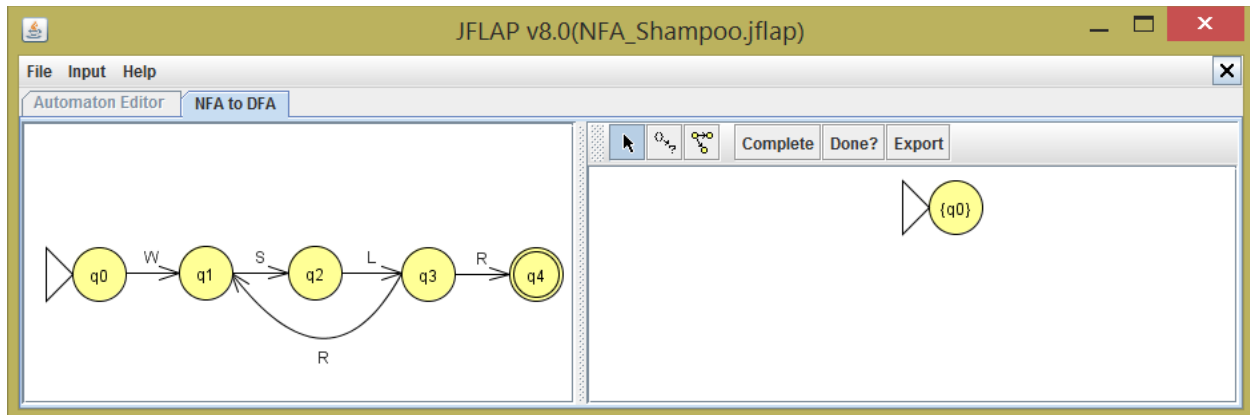 JFLAP v8.0(NFA_Shampoo.jflap)
File Input Help
Automaton Editor NFA to DFA
Complete Done? Export
{q0}
W S L R
q0 q1 q2 q3 q4
R